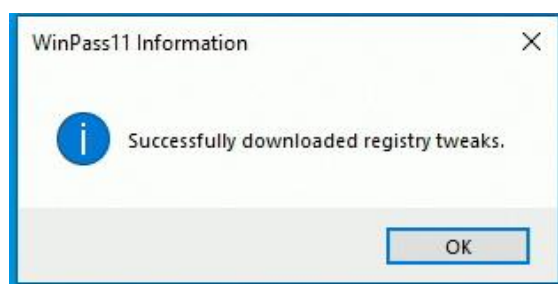 WinPass11 Information
Successfully downloaded registry tweaks.
OK